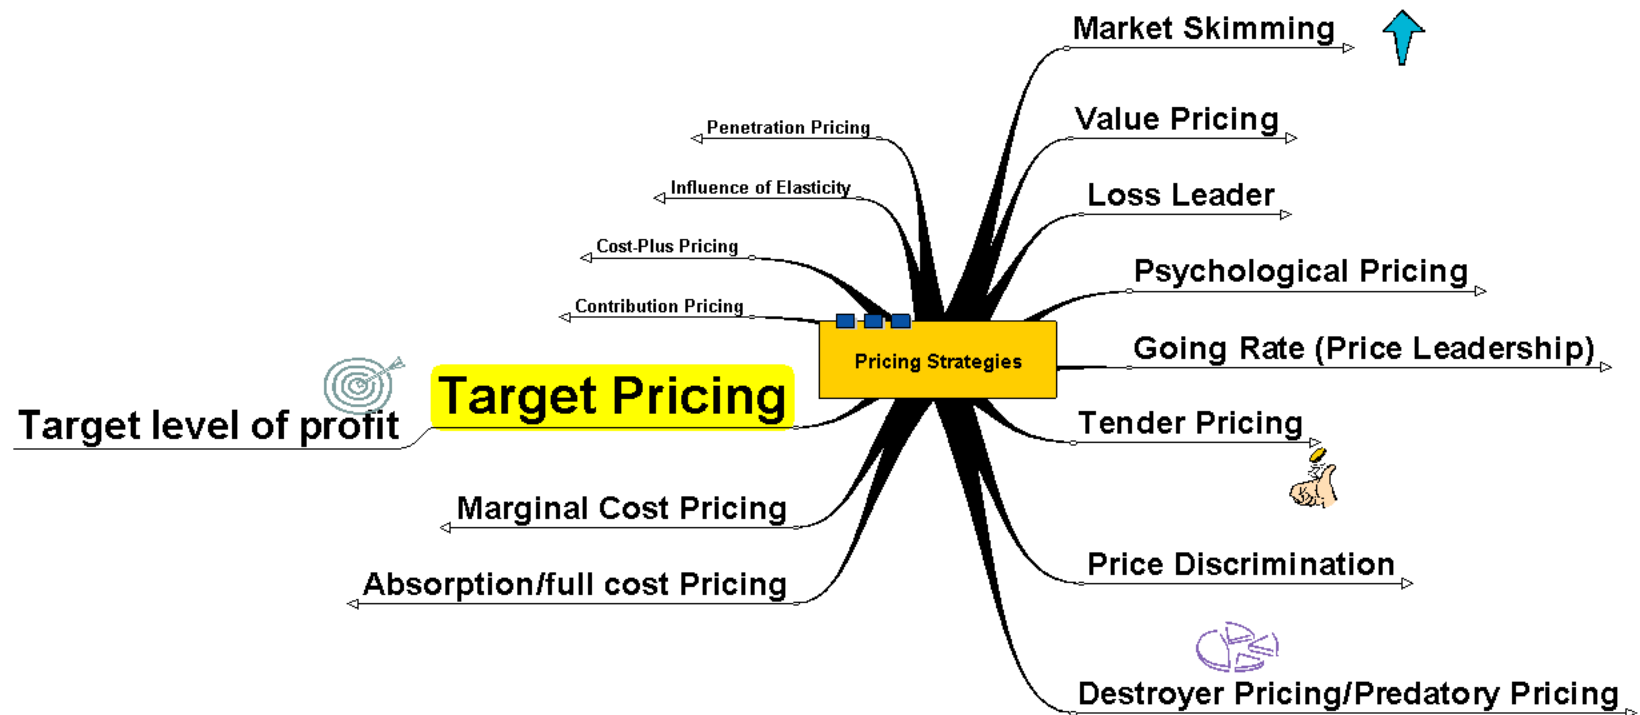 Market Skimming
Value Pricing
Penetration Pricing
Influence of Elasticity
Loss Leader
Cost-Plus Pricing
Psychological Pricing
Contribution Pricing
Pricing Strategies
Going Rate (Price Leadership)
Target Pricing
Target level of profit
Tender Pricing
Marginal Cost Pricing
Price Discrimination
Absorption/full cost Pricing
Destroyer Pricing/Predatory Pricing